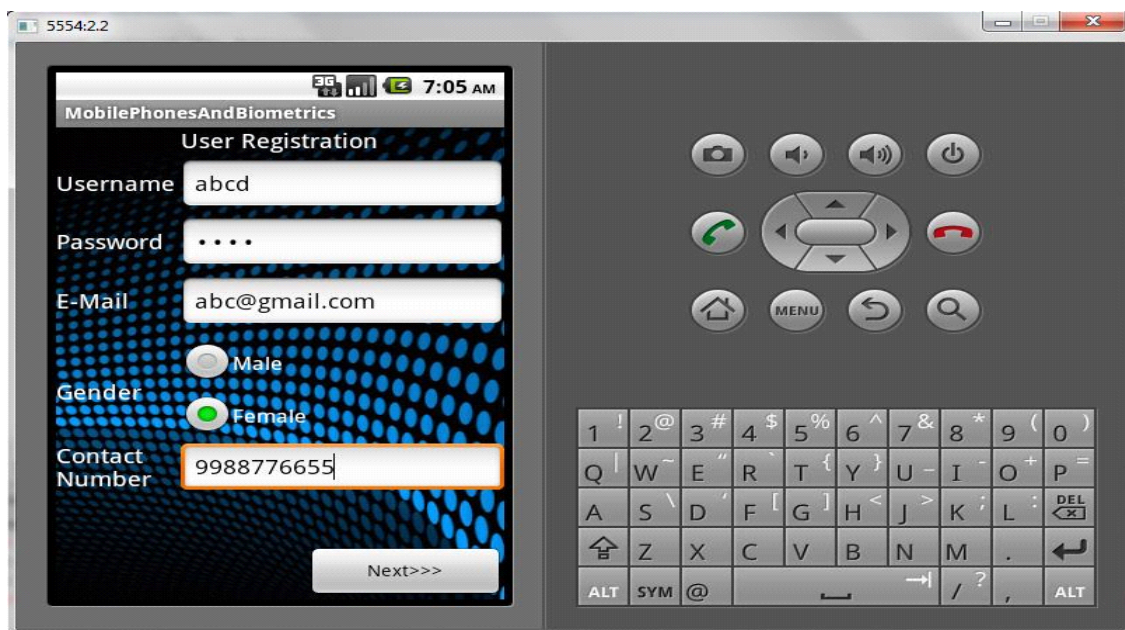 5554:2.2
3G 7:05 AM
MobilePhonesAndBiometrics
User Registration
Username abcd
Password ••••
E-Mail abc@gmail.com
Male
Gender
Female
Contact Number 9988776655
Next>>>
MENU
1 ! 2 @ 3 # 4 $ 5 % 6 ^ 7 & 8 * 9 ( 0 )
Q | W ~ E " R ` T { Y } U _ I - O + P =
A S \ D ' F [ G ] H < J > K ; L : DEL
Z X C V B N M .
ALT SYM @ / ? , ALT